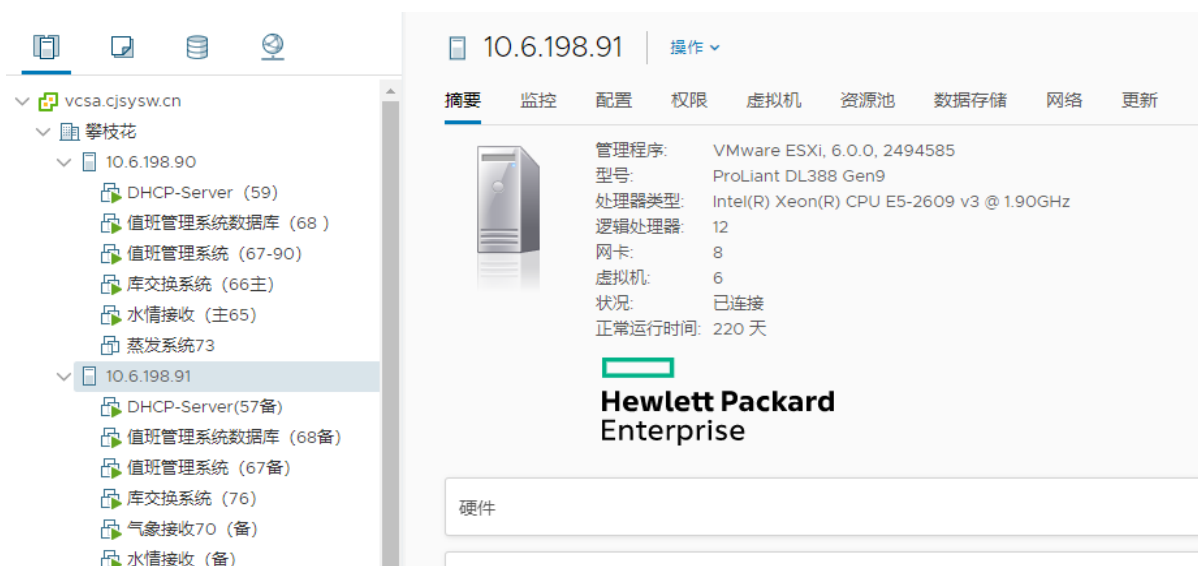 vcsa.cjsysw.cn
攀枝花
10.6.198.90
DHCP-Server（59）
值班管理系统数据库（68 ）
值班管理系统（67-90）
库交换系统（66主）
水情接收（主65）
蒸发系统73
10.6.198.91
DHCP-Server(57备)
值班管理系统数据库（68备）
值班管理系统（67备）
库交换系统（76）
气象接收70（备）
水情接收（备）
10.6.198.91 操作
摘要 监控 配置 权限 虚拟机 资源池 数据存储 网络 更新
管理程序: VMware ESXi, 6.0.0, 2494585
型号: ProLiant DL388 Gen9
处理器类型: Intel(R) Xeon(R) CPU E5-2609 v3 @ 1.90GHz
逻辑处理器: 12
网卡: 8
虚拟机: 6
状况: 已连接
正常运行时间: 220 天
Hewlett Packard
Enterprise
硬件